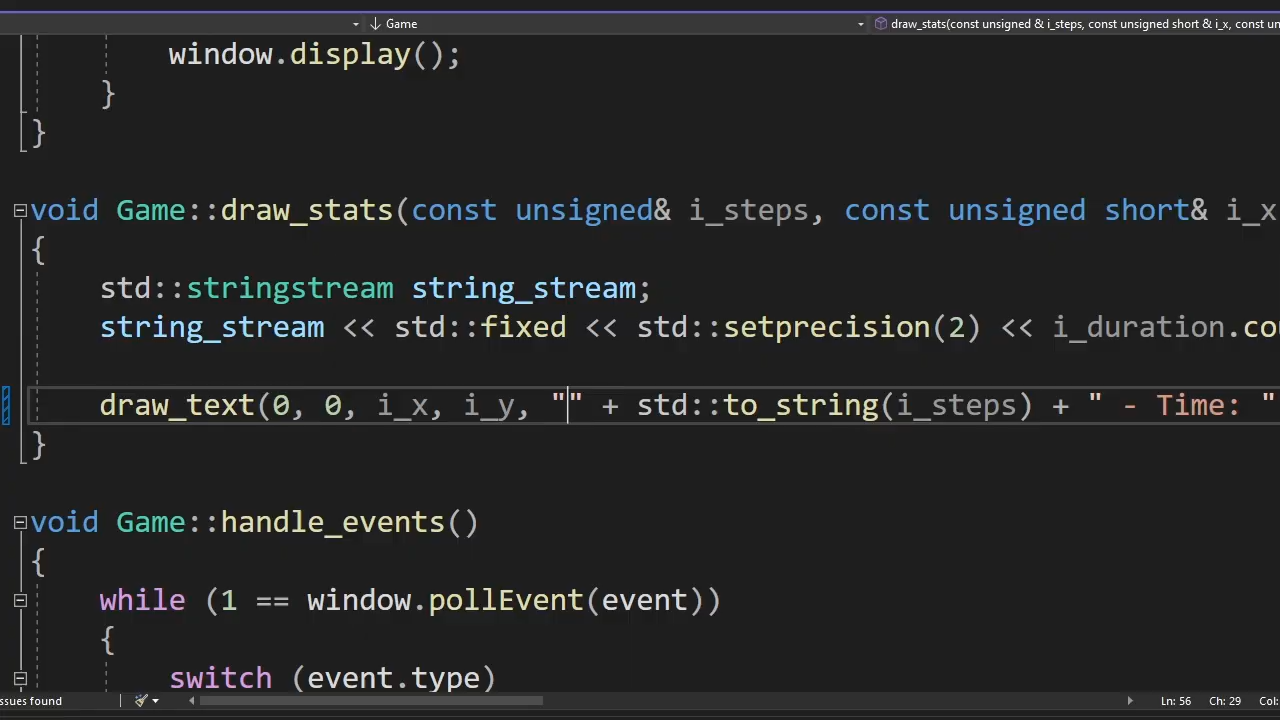 Game draw_stats(const unsigned & i_steps, const unsigned short & i_x, const un
window.display();
}
}
void Game::draw_stats(const unsigned& i_steps, const unsigned short& i_x
{
std::stringstream string_stream;
string_stream << std::fixed << std::setprecision(2) << i_duration.cou
draw_text(0, 0, i_x, i_y, "" + std::to_string(i_steps) + " - Time: "
}
void Game::handle_events()
{
while (1 == window.pollEvent(event))
{
switch (event.type)
ssues found Ln: 56 Ch: 29 Col: